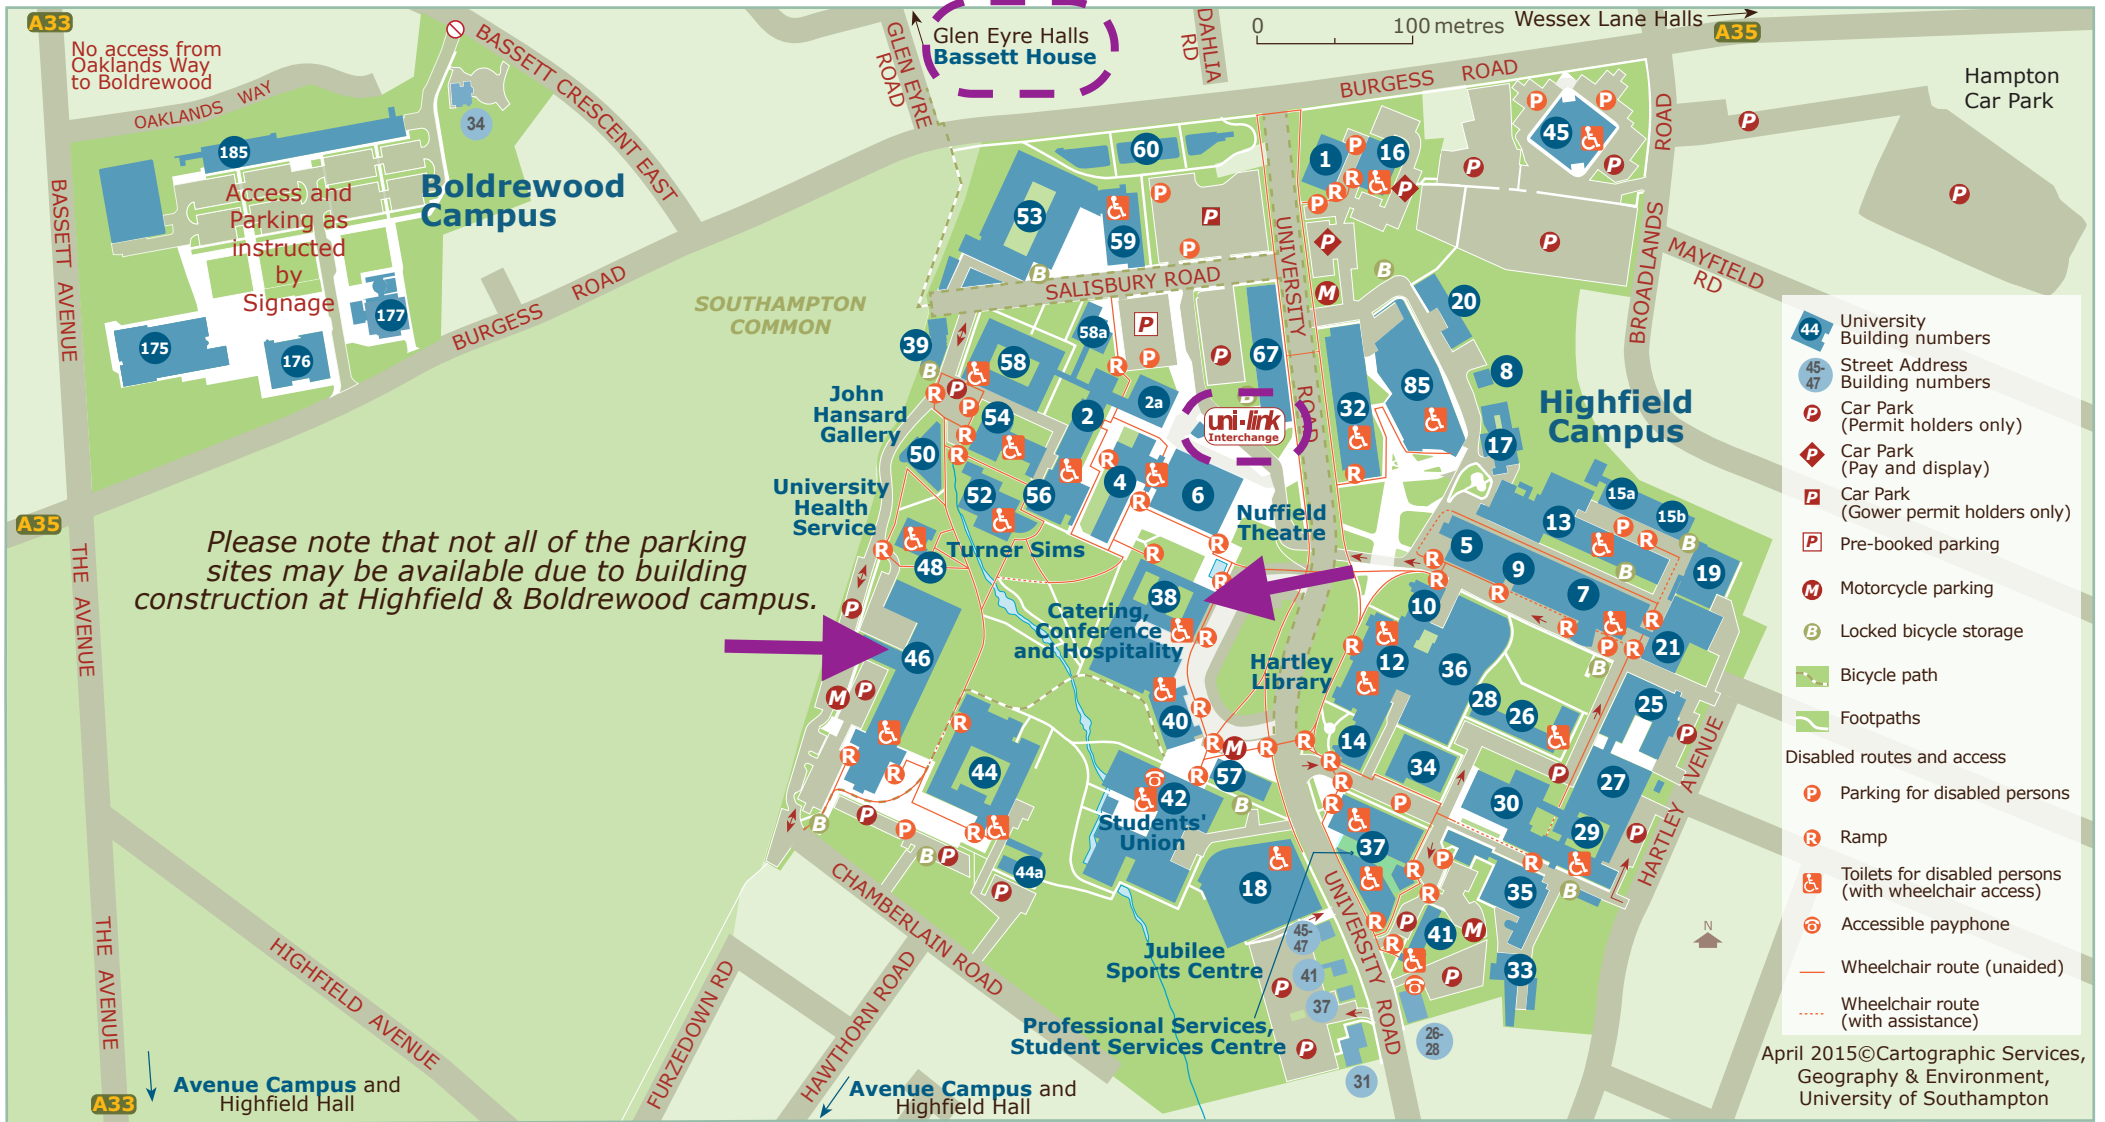 A33
No access from
Oaklands Way
to Boldrewood
OAKLANDS WAY
BASSETT CRESCENT EAST
34
185
Access and
Parking as
instructed
by
Signage
Boldrewood
Campus
175
176
177
BASSETT AVENUE
BURGESS ROAD
GLEN EYRE
ROAD
Glen Eyre Halls
Bassett House
DAHLIA
RD
0 100 metres
Wessex Lane Halls
A35
BURGESS ROAD
Hampton
Car Park
P
BROADLANDS ROAD
MAYFIELD
RD
SOUTHAMPTON
COMMON
60
53
59
B
P
P
P
SALISBURY ROAD
UNIVERSITY ROAD
1
16
45
P
P
P
R
R
P
P
P
P
P
P
P
P
M
B
20
39
B
58
58a
P
P
R
P
67
B
2
2a
uni-link
Interchange
32
85
8
17
Highfield
Campus
John
Hansard
Gallery
R
P
P
54
R
R
50
52
56
4
R
R
6
R
University
Health
Service
R
48
Turner Sims
R
R
R
Nuffield
Theatre
A35
Please note that not all of the parking
sites may be available due to building
construction at Highfield & Boldrewood campus.
P
46
M
P
38
Catering,
Conference
and Hospitality
R
R
40
R
M
R
R
Hartley
Library
5
9
7
13
15a
15b
P
R
B
B
19
R
R
R
R
R
10
12
R
36
28
26
P
R
B
21
25
P
14
34
R
R
R
P
P
27
30
29
P
R
B
R
R
R
44
P
P
R
B
B
P
44a
P
42
Students'
Union
57
R
B
18
37
P
R
R
R
R
P
41
M
P
35
33
Jubilee
Sports Centre
45-
47
41
37
P
P
31
26-
28
Professional Services,
Student Services Centre
UNIVERSITY ROAD
HARTLEY AVENUE
THE AVENUE
THE AVENUE
HIGHFIELD AVENUE
CHAMBERLAIN ROAD
FURZEDOWN RD
HAWTHORN ROAD
A33
Avenue Campus and
Highfield Hall
Avenue Campus and
Highfield Hall
N
44 University
Building numbers
45-
47 Street Address
Building numbers
P Car Park
(Permit holders only)
P Car Park
(Pay and display)
P Car Park
(Gower permit holders only)
P Pre-booked parking
M Motorcycle parking
B Locked bicycle storage
Bicycle path
Footpaths
Disabled routes and access
P Parking for disabled persons
R Ramp
Toilets for disabled persons
(with wheelchair access)
Accessible payphone
Wheelchair route (unaided)
Wheelchair route
(with assistance)
April 2015©Cartographic Services,
Geography & Environment,
University of Southampton